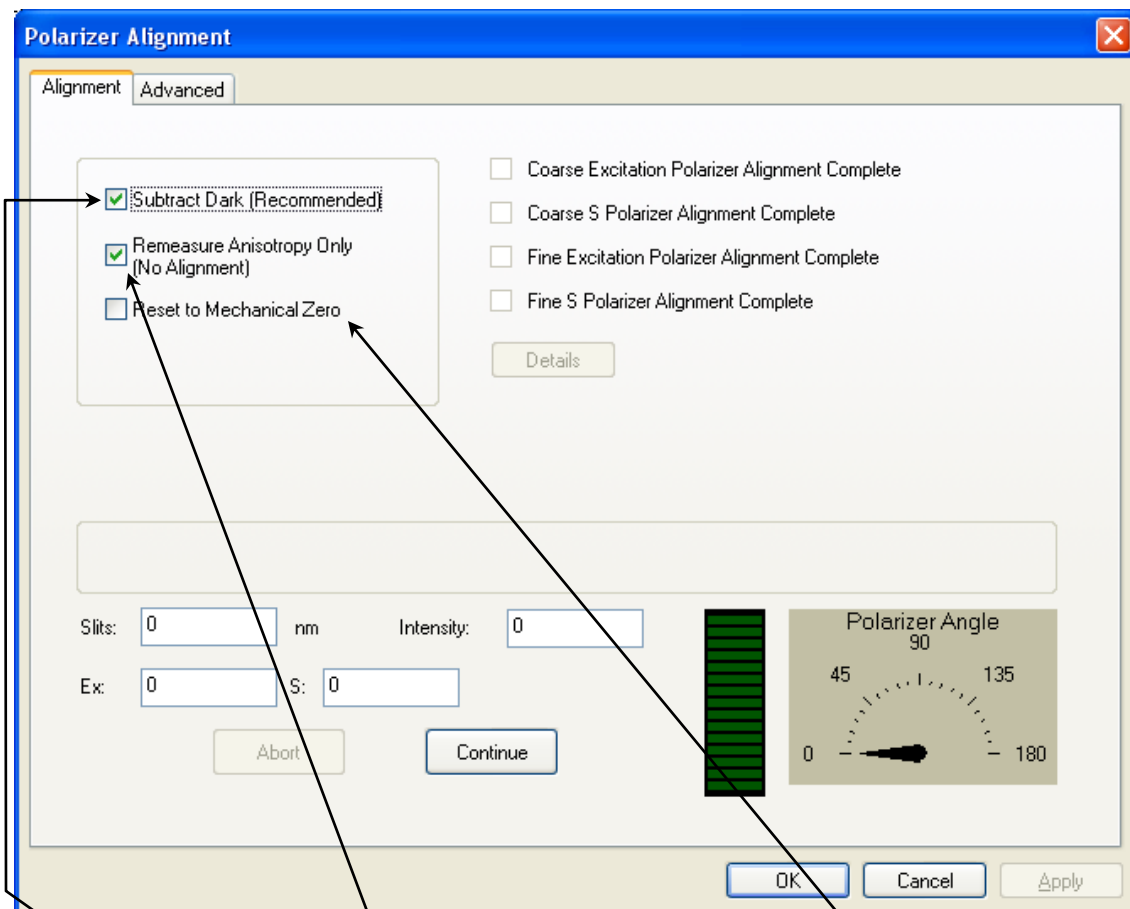 Polarizer Alignment
Alignment
Advanced
Subtract Dark (Recommended)
Remeasure Anisotropy Only
(No Alignment)
Reset to Mechanical Zero
Coarse Excitation Polarizer Alignment Complete
Coarse S Polarizer Alignment Complete
Fine Excitation Polarizer Alignment Complete
Fine S Polarizer Alignment Complete
Details
Slits: 0 nm Intensity: 0
Ex: 0 S: 0
Abort Continue
Polarizer Angle
90
45 135
0 180
OK Cancel Apply